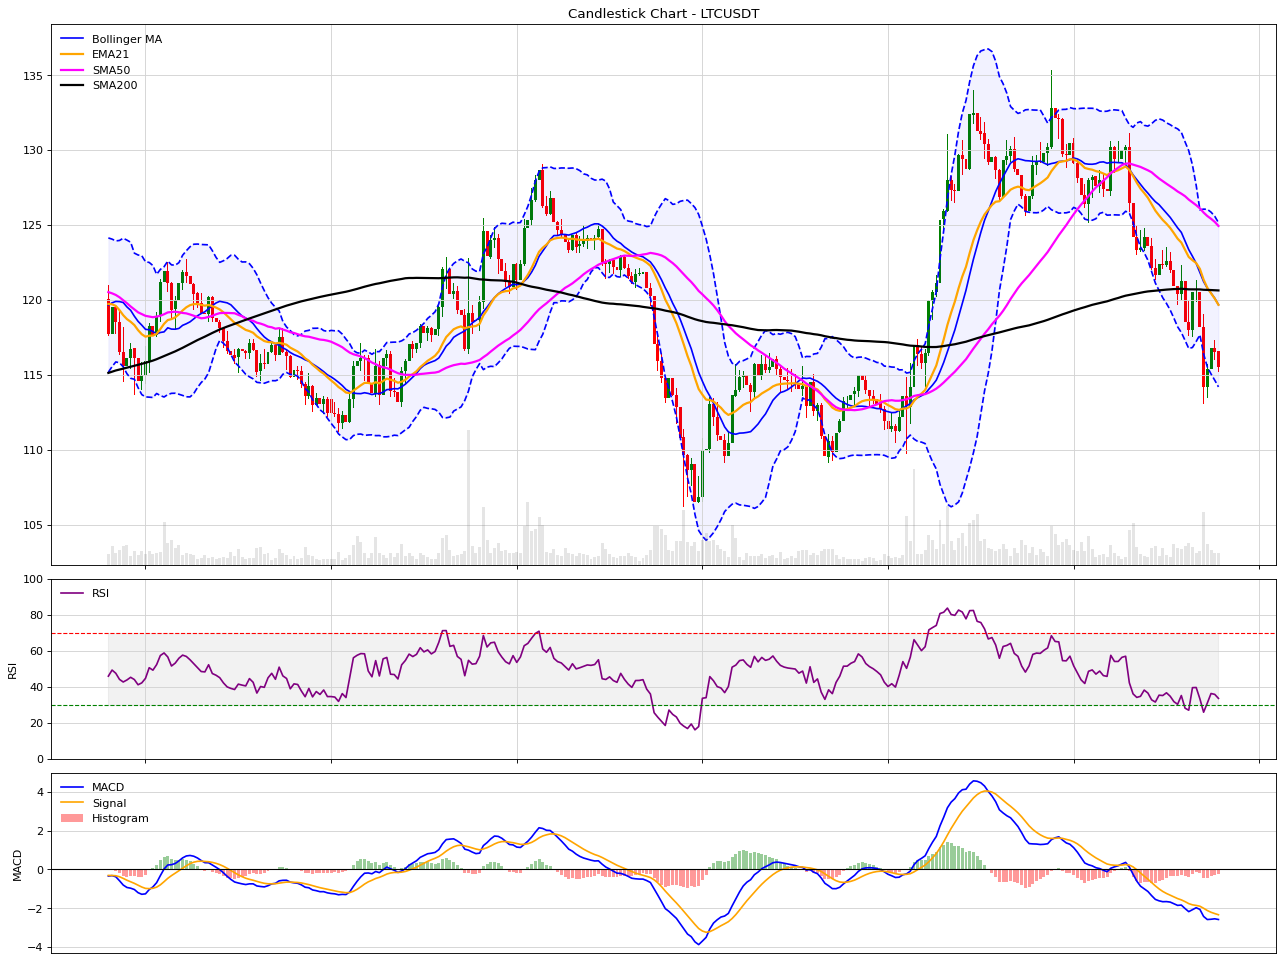 Candlestick Chart - LTCUSDT
Bollinger MA
EMA21
SMA50
SMA200
135
130
125
120
115
110
105
RSI
100
80
60
40
20
0
RSI
MACD
Signal
Histogram
4
2
0
−2
−4
MACD